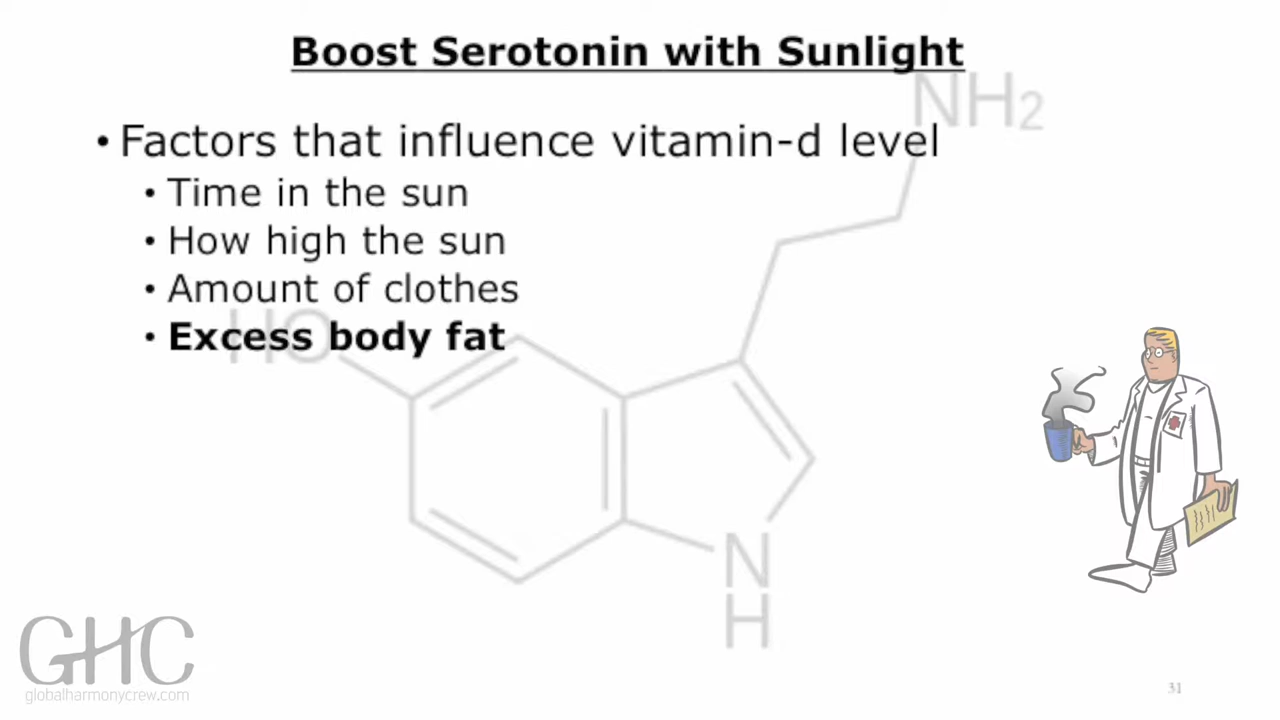 Boost Serotonin with Sunlight
NH2
• Factors that influence vitamin-d level
• Time in the sun
• How high the sun
• Amount of clothes
• Excess body fat
HO
N
H
GHC
globalharmonycrew.com
31